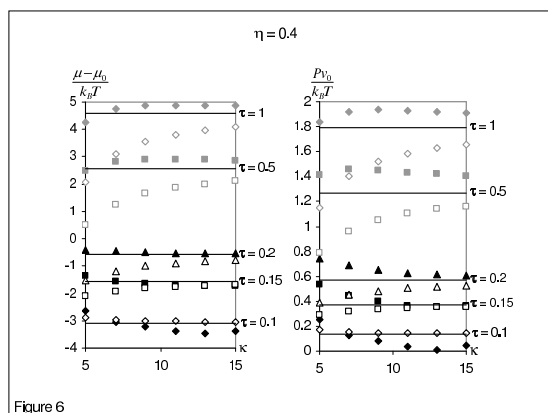 η = 0.4
μ − μ₀
k_BT
Pν₀
k_BT
5
4
3
2
1
0
-1
-2
-3
-4
τ = 1
τ = 0.5
τ = 0.2
τ = 0.15
τ = 0.1
5
10
15
κ
2
1.8
1.6
1.4
1.2
1
0.8
0.6
0.4
0.2
0
τ = 1
τ = 0.5
τ = 0.2
τ = 0.15
τ = 0.1
5
10
15
κ
Figure 6